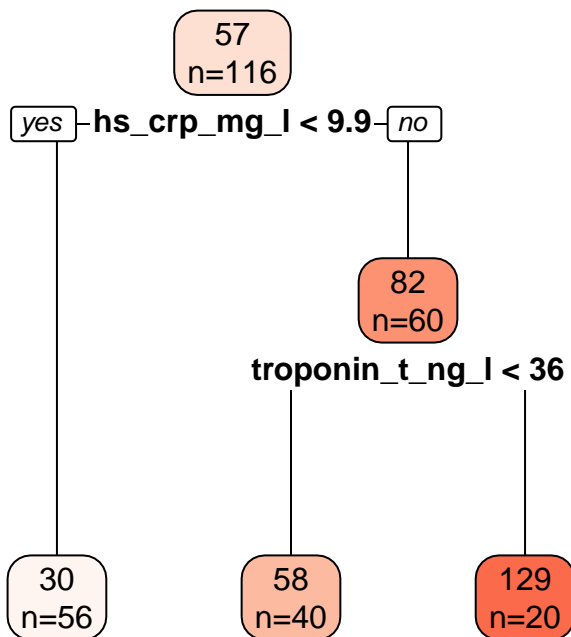 57
n=116
yes hs_crp_mg_l < 9.9 no
82
n=60
troponin_t_ng_l < 36
30
n=56
58
n=40
129
n=20